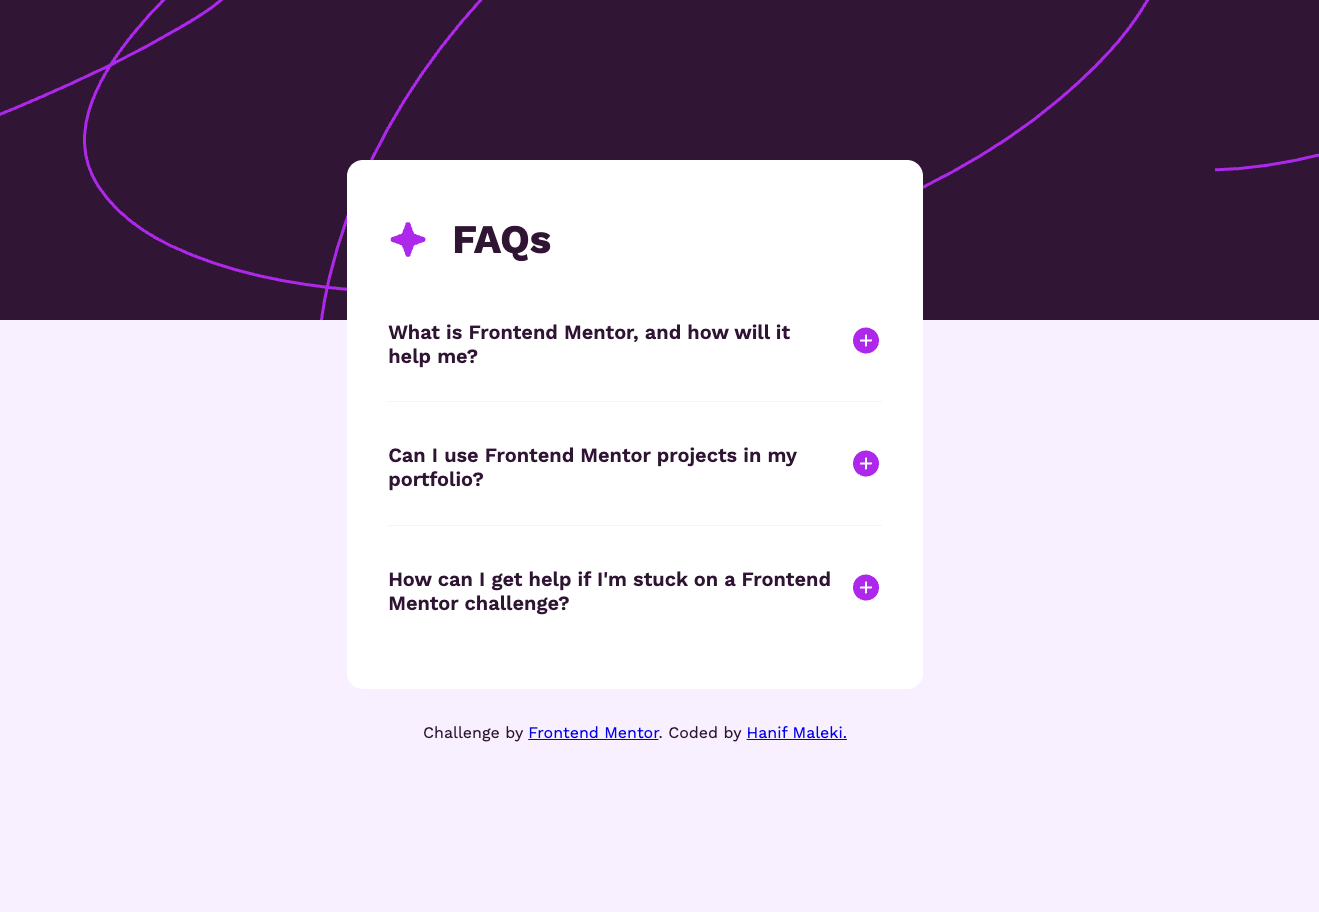 FAQs
What is Frontend Mentor, and how will it
help me?
Can I use Frontend Mentor projects in my
portfolio?
How can I get help if I'm stuck on a Frontend
Mentor challenge?
Challenge by Frontend Mentor. Coded by Hanif Maleki.